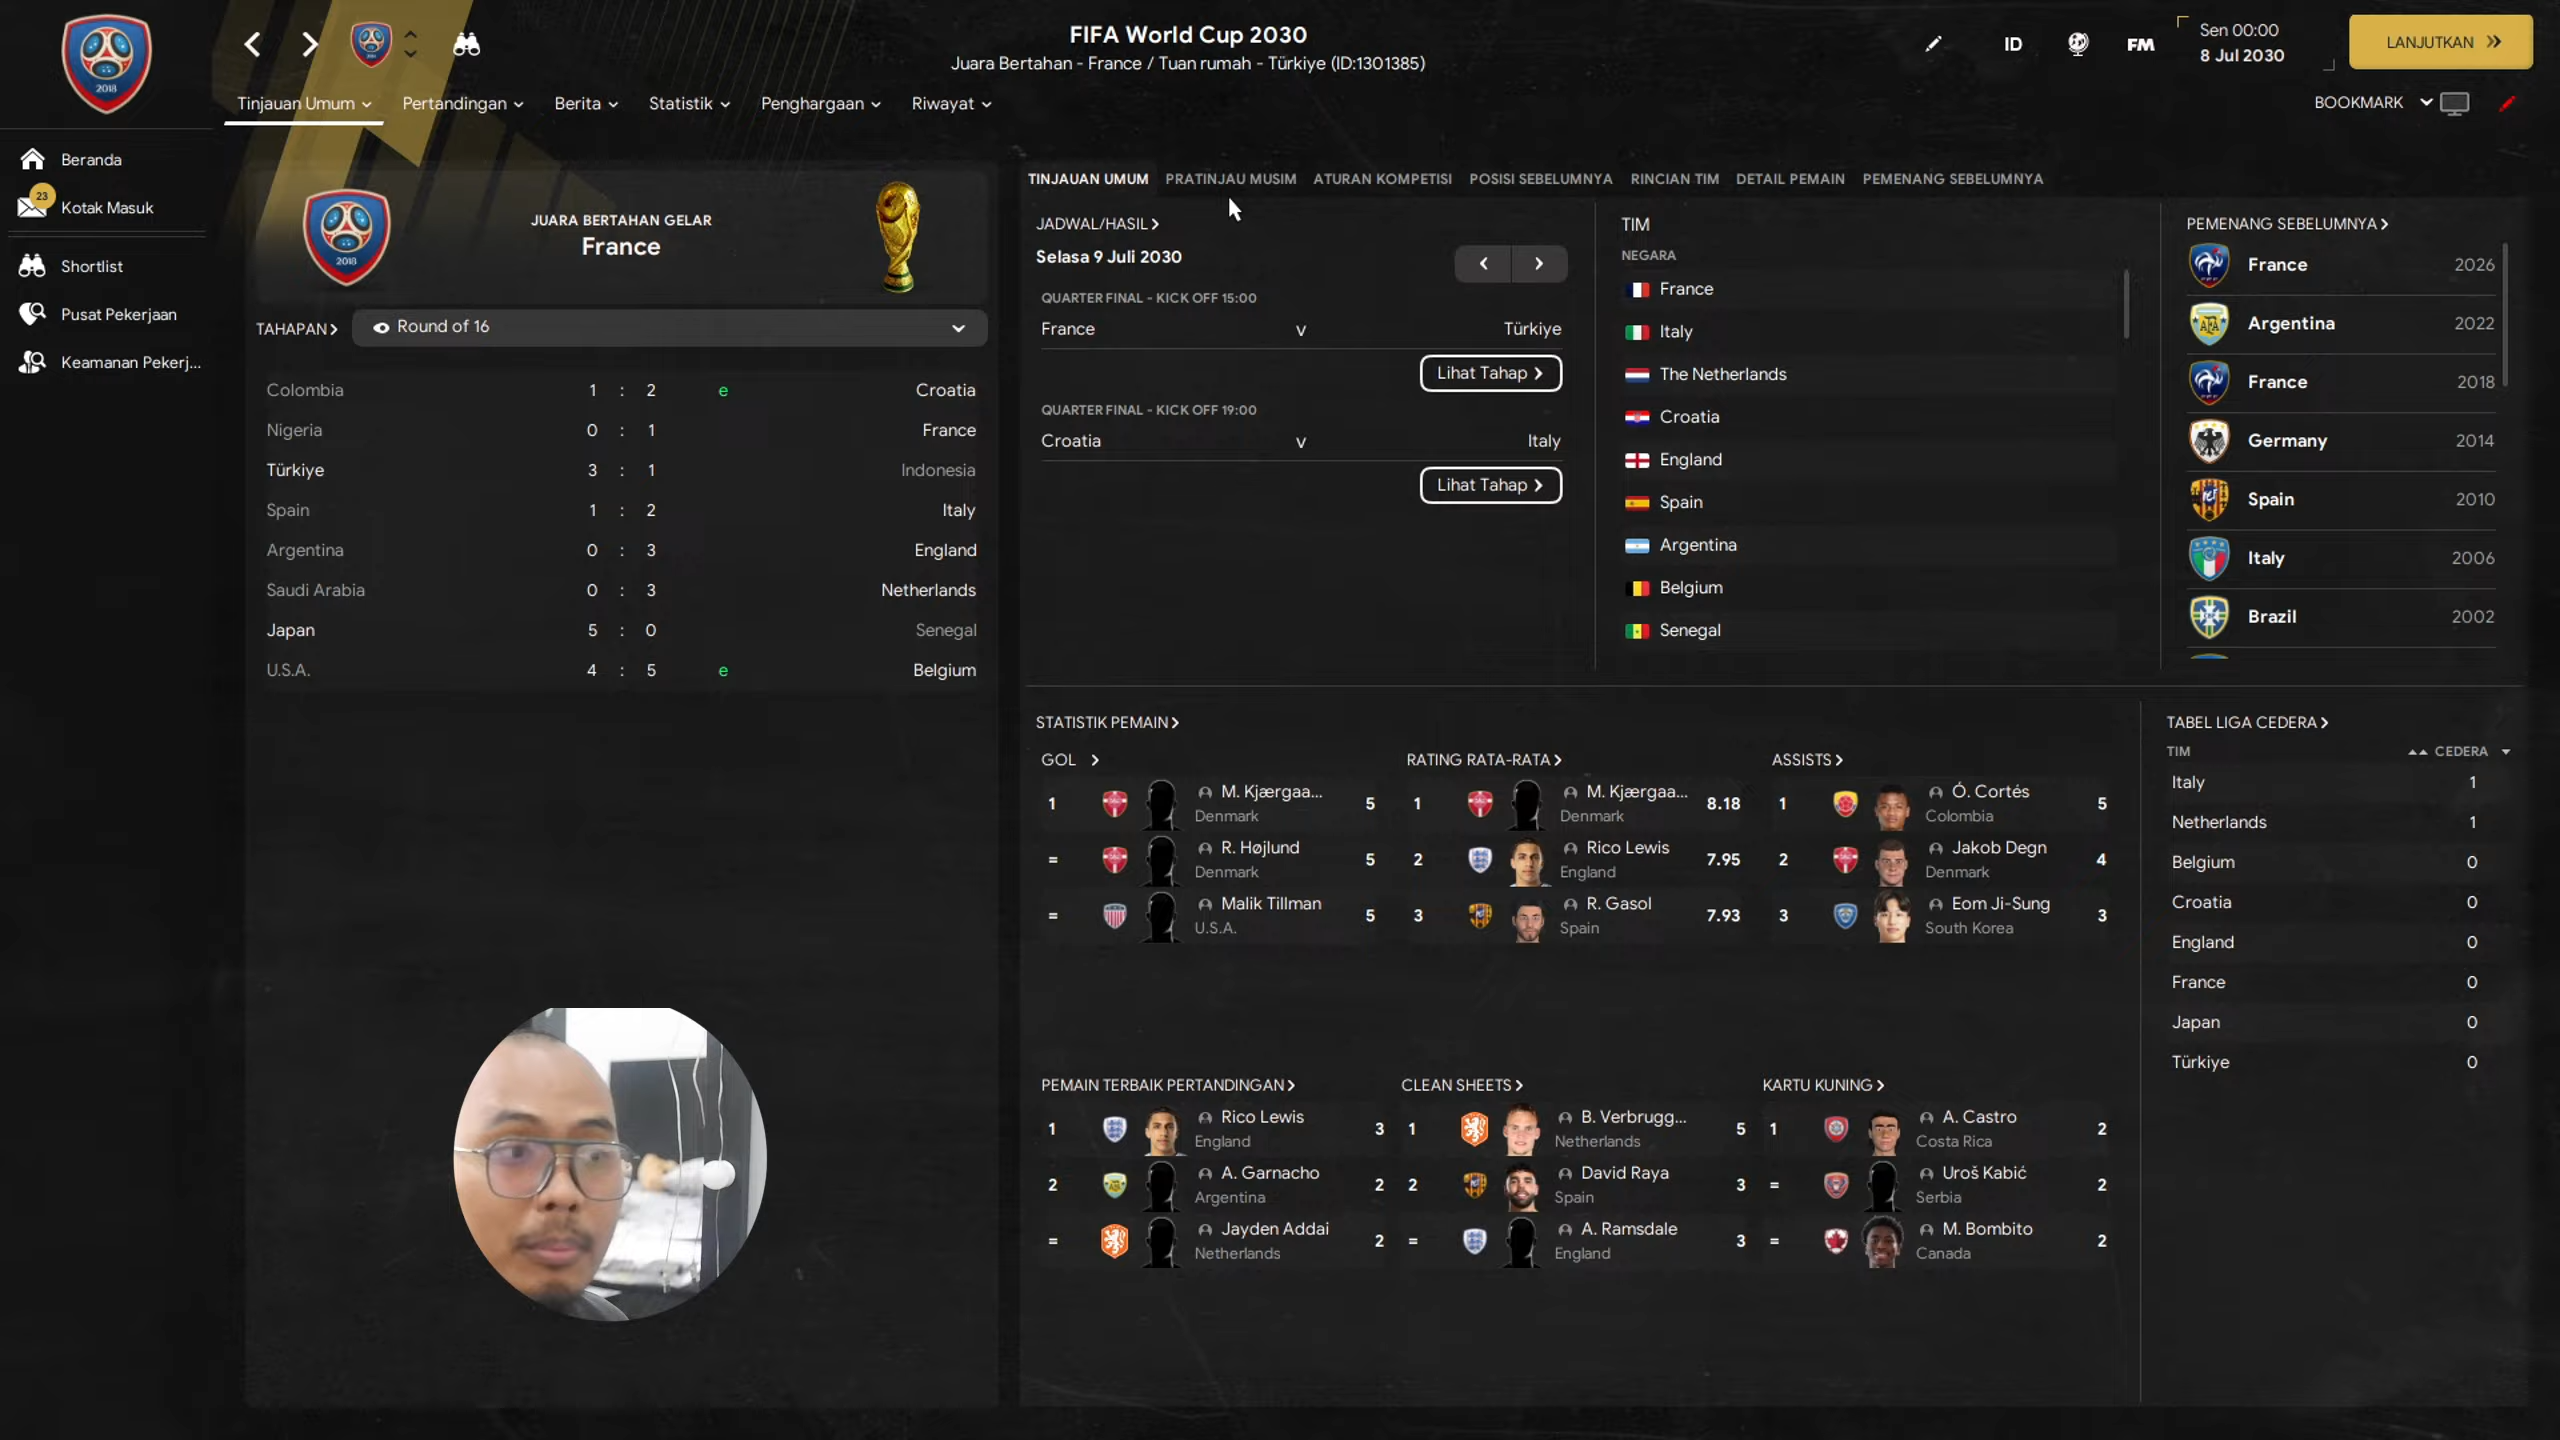 FIFA World Cup 2030
Juara Bertahan - France / Tuan rumah - Türkiye (ID:1301385)
ID
FM
Sen 00:00
8 Jul 2030
LANJUTKAN
2018
Tinjauan Umum
Pertandingan
Berita
Statistik
Penghargaan
Riwayat
BOOKMARK
Beranda
23
Kotak Masuk
Shortlist
Pusat Pekerjaan
Keamanan Pekerj...
2018
JUARA BERTAHAN GELAR
France
TAHAPAN
Round of 16
Colombia 1 : 2 e Croatia
Nigeria 0 : 1 France
Türkiye 3 : 1 Indonesia
Spain 1 : 2 Italy
Argentina 0 : 3 England
Saudi Arabia 0 : 3 Netherlands
Japan 5 : 0 Senegal
U.S.A. 4 : 5 e Belgium
TINJAUAN UMUM
PRATINJAU MUSIM
ATURAN KOMPETISI
POSISI SEBELUMNYA
RINCIAN TIM
DETAIL PEMAIN
PEMENANG SEBELUMNYA
JADWAL/HASIL
Selasa 9 Juli 2030
QUARTER FINAL - KICK OFF 15:00
France v Türkiye
Lihat Tahap
QUARTER FINAL - KICK OFF 19:00
Croatia v Italy
Lihat Tahap
TIM
NEGARA
France
Italy
The Netherlands
Croatia
England
Spain
Argentina
Belgium
Senegal
PEMENANG SEBELUMNYA
France 2026
Argentina 2022
France 2018
Germany 2014
Spain 2010
Italy 2006
Brazil 2002
STATISTIK PEMAIN
GOL
1 M. Kjærgaa... 5
Denmark
= R. Højlund 5
Denmark
= Malik Tillman 5
U.S.A.
RATING RATA-RATA
1 M. Kjærgaa... 8.18
Denmark
2 Rico Lewis 7.95
England
3 R. Gasol 7.93
Spain
ASSISTS
1 Ó. Cortés 5
Colombia
2 Jakob Degn 4
Denmark
3 Eom Ji-Sung 3
South Korea
PEMAIN TERBAIK PERTANDINGAN
1 Rico Lewis 3
England
2 A. Garnacho 2
Argentina
= Jayden Addai 2
Netherlands
CLEAN SHEETS
1 B. Verbrugg... 5
Netherlands
2 David Raya 3
Spain
= A. Ramsdale 3
England
KARTU KUNING
1 A. Castro 2
Costa Rica
= Uroš Kabić 2
Serbia
= M. Bombito 2
Canada
TABEL LIGA CEDERA
TIM CEDERA
Italy 1
Netherlands 1
Belgium 0
Croatia 0
England 0
France 0
Japan 0
Türkiye 0